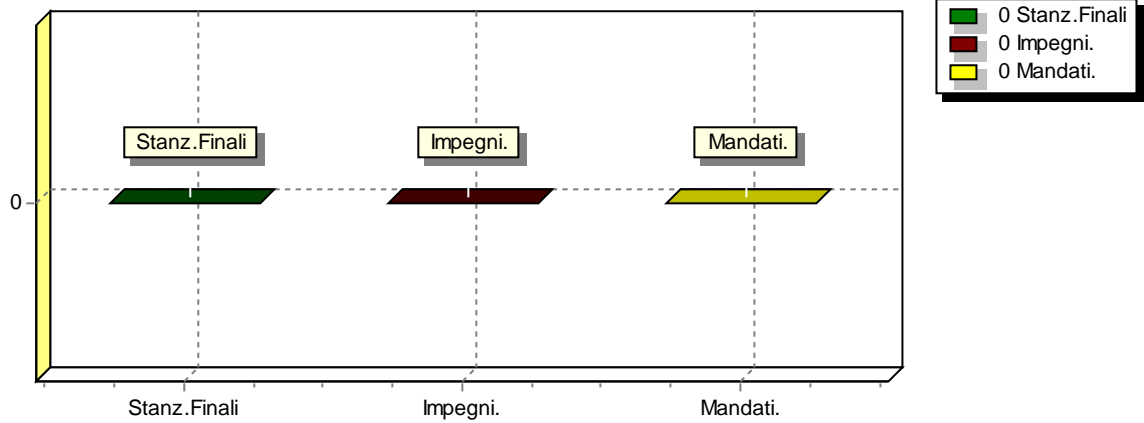 0 Stanz.Finali
0 Impegni.
0 Mandati.
Stanz.Finali
Impegni.
Mandati.
0
Stanz.Finali
Impegni.
Mandati.